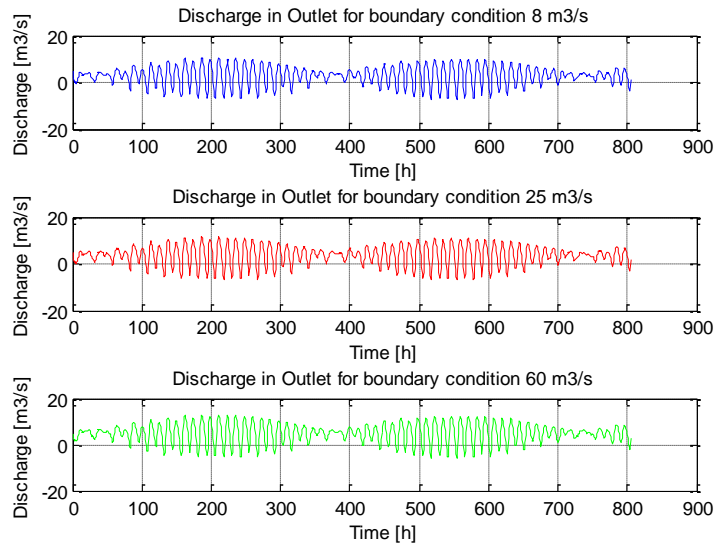 Discharge in Outlet for boundary condition 8 m3/s
Discharge [m3/s]
20
0
-20
0 100 200 300 400 500 600 700 800 900
Time [h]
Discharge in Outlet for boundary condition 25 m3/s
Discharge [m3/s]
20
0
-20
0 100 200 300 400 500 600 700 800 900
Time [h]
Discharge in Outlet for boundary condition 60 m3/s
Discharge [m3/s]
20
0
-20
0 100 200 300 400 500 600 700 800 900
Time [h]